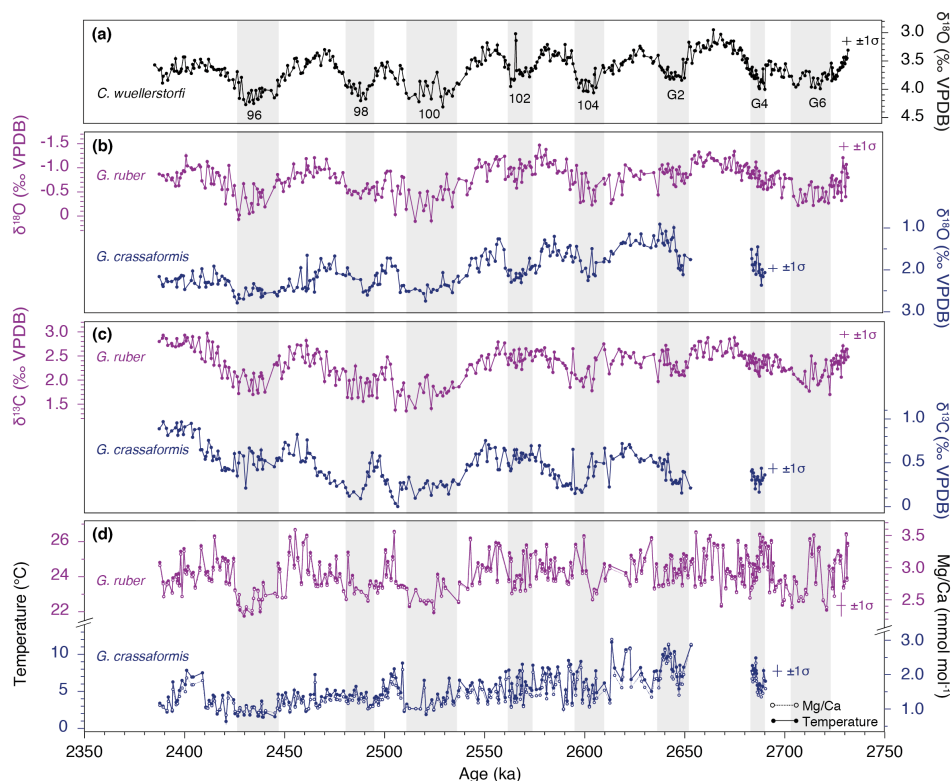 (a)
C. wuellerstorfi
96
98
100
102
104
G2
G4
G6
±1σ
3.0
3.5
4.0
4.5
δ¹⁸O (‰ VPDB)
(b)
G. ruber
-1.5
-1.0
-0.5
0
δ¹⁸O (‰ VPDB)
±1σ
G. crassaformis
1.0
2.0
3.0
δ¹⁸O (‰ VPDB)
±1σ
(c)
G. ruber
3.0
2.5
2.0
1.5
δ¹³C (‰ VPDB)
±1σ
G. crassaformis
1.0
0.5
0
δ¹³C (‰ VPDB)
±1σ
(d)
G. ruber
26
24
22
3.5
3.0
2.5
2.0
±1σ
Temperature (°C)
Mg/Ca (mmol mol⁻¹)
G. crassaformis
10
5
0
3.0
2.0
1.0
±1σ
Mg/Ca
Temperature
2350
2400
2450
2500
2550
2600
2650
2700
2750
Age (ka)